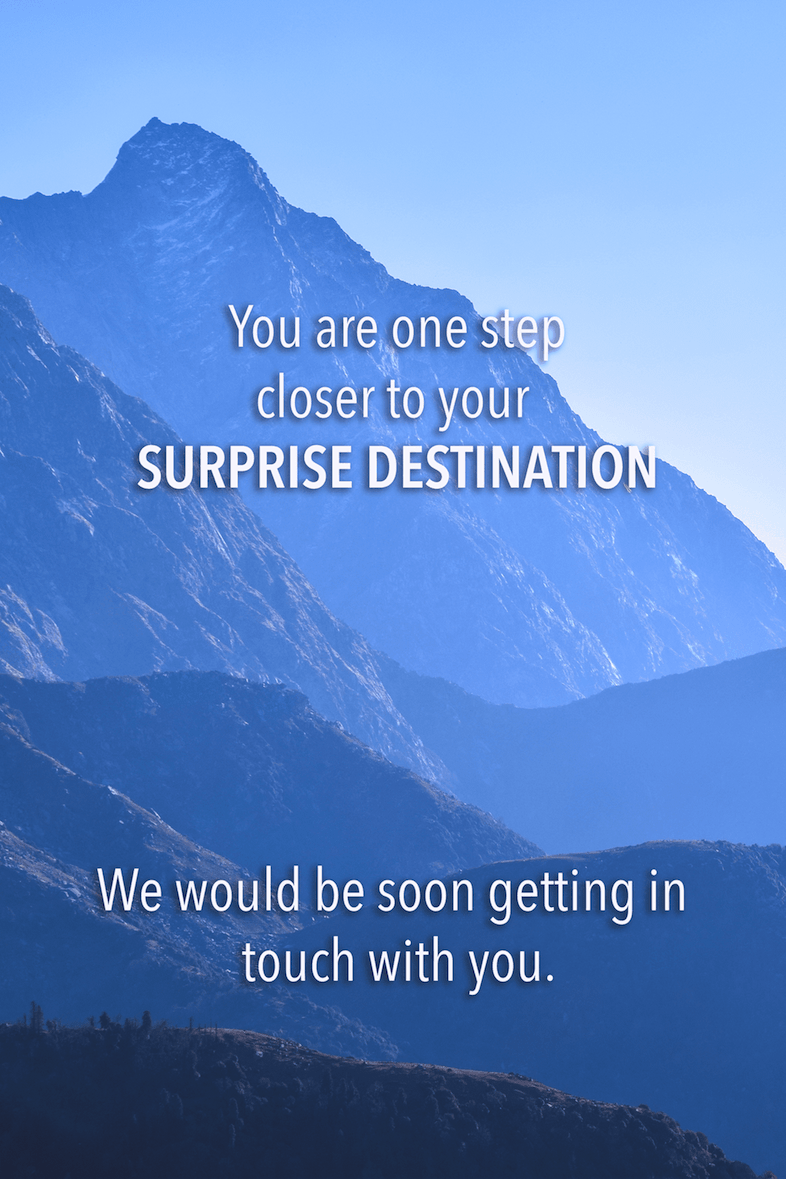 You are one step
closer to your
SURPRISE DESTINATION
We would be soon getting in
touch with you.